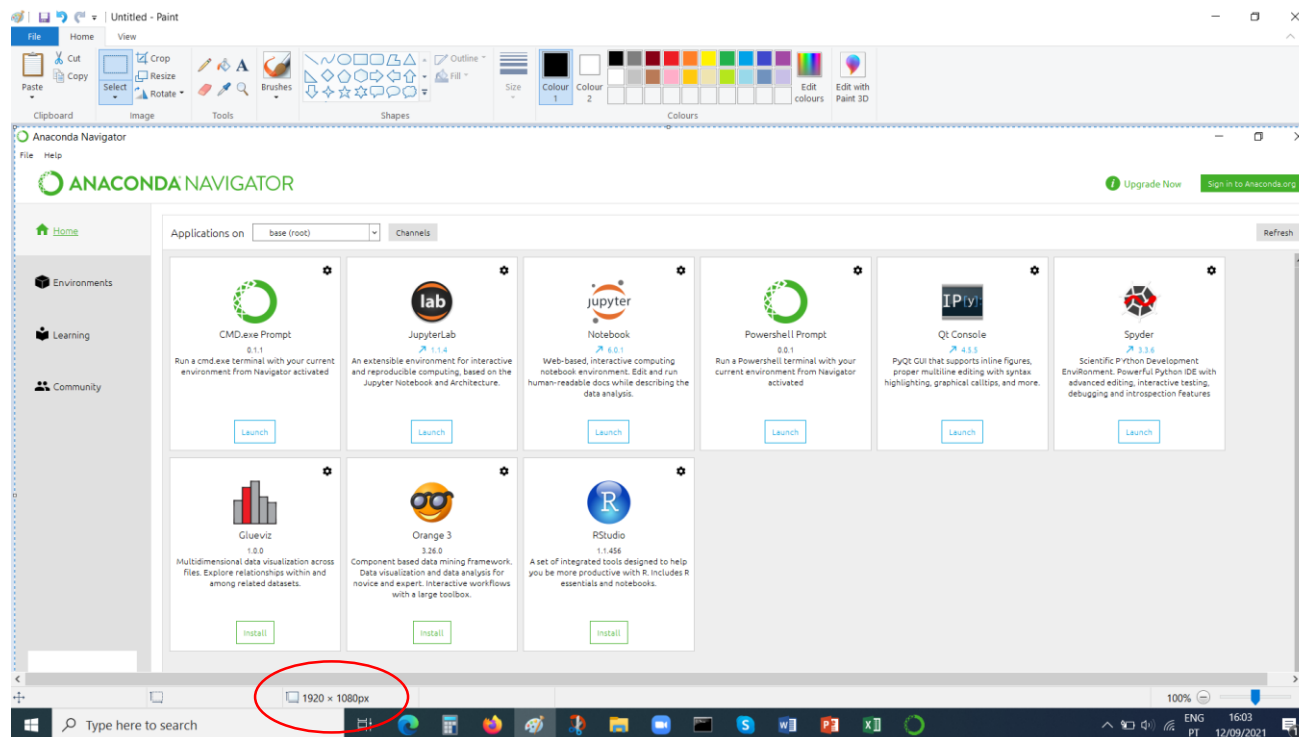 Untitled - Paint
File Home View
Paste
Cut
Copy
Clipboard
Select
Crop
Resize
Rotate
Image
A
Tools
Brushes
Outline
Fill
Shapes
Size
Colour 1
Colour 2
Edit colours
Colours
Edit with Paint 3D
Anaconda Navigator
File Help
ANACONDA NAVIGATOR
Upgrade Now
Sign in to Anaconda.org
Home
Environments
Learning
Community
Applications on base (root) Channels
Refresh
CMD.exe Prompt
0.1.1
Run a cmd.exe terminal with your current
environment from Navigator activated
Launch
lab
JupyterLab
1.1.4
An extensible environment for interactive
and reproducible computing, based on the
Jupyter Notebook and Architecture.
Launch
jupyter
Notebook
6.0.1
Web-based, interactive computing
notebook environment. Edit and run
human-readable docs while describing the
data analysis.
Launch
Powershell Prompt
0.0.1
Run a Powershell terminal with your
current environment from Navigator
activated
Launch
IP[y]:
Qt Console
4.5.5
PyQt GUI that supports inline figures,
proper multiline editing with syntax
highlighting, graphical calltips, and more.
Launch
Spyder
3.3.6
Scientific PYthon Development
EnviRonment. Powerful Python IDE with
advanced editing, interactive testing,
debugging and introspection features
Launch
Glueviz
1.0.0
Multidimensional data visualization across
files. Explore relationships within and
among related datasets.
Install
Orange 3
3.26.0
Component based data mining framework.
Data visualization and data analysis for
novice and expert. Interactive workflows
with a large toolbox.
Install
R
RStudio
1.1.456
A set of integrated tools designed to help
you be more productive with R. Includes R
essentials and notebooks.
Install
1920 × 1080px
100%
Type here to search
ENG
PT
16:03
12/09/2021